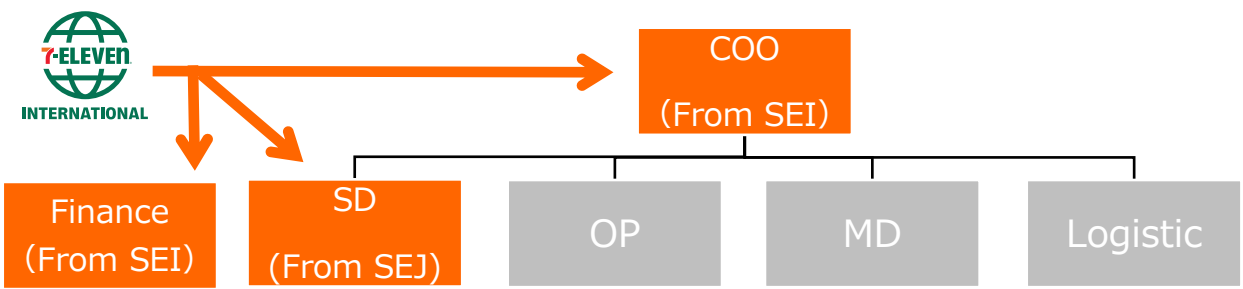 7-ELEVEN
INTERNATIONAL
COO
（From SEI）
Finance
（From SEI）
SD
（From SEJ）
OP
MD
Logistic